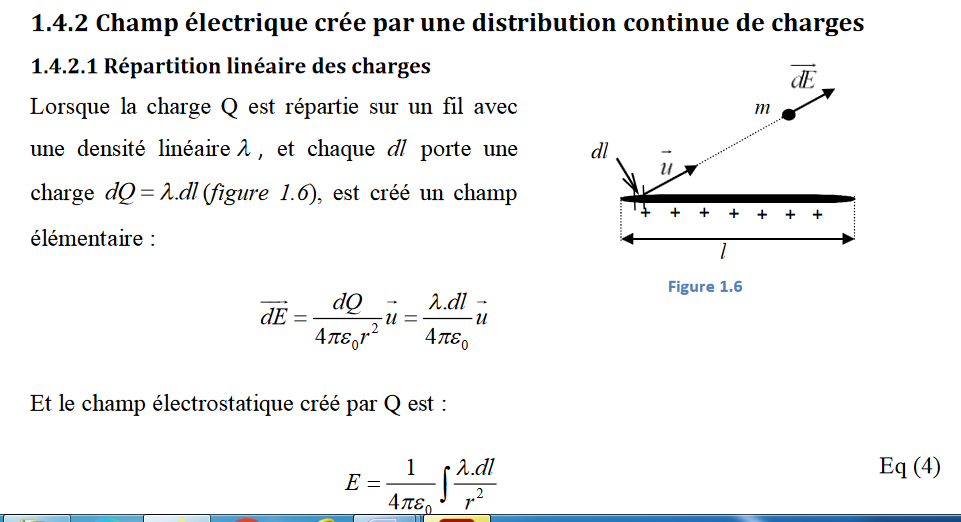 1.4.2 Champ électrique crée par une distribution continue de charges
1.4.2.1 Répartition linéaire des charges
Lorsque la charge Q est répartie sur un fil avec
une densité linéaire λ , et chaque dl porte une
charge dQ = λ.dl (figure 1.6), est créé un champ
élémentaire :
dE
m
dl
u
+ + + + + + +
l
Figure 1.6
dE = dQ / 4πε₀r² u = λ.dl / 4πε₀ u
Et le champ électrostatique créé par Q est :
E = 1 / 4πε₀ ∫ λ.dl / r²
Eq (4)